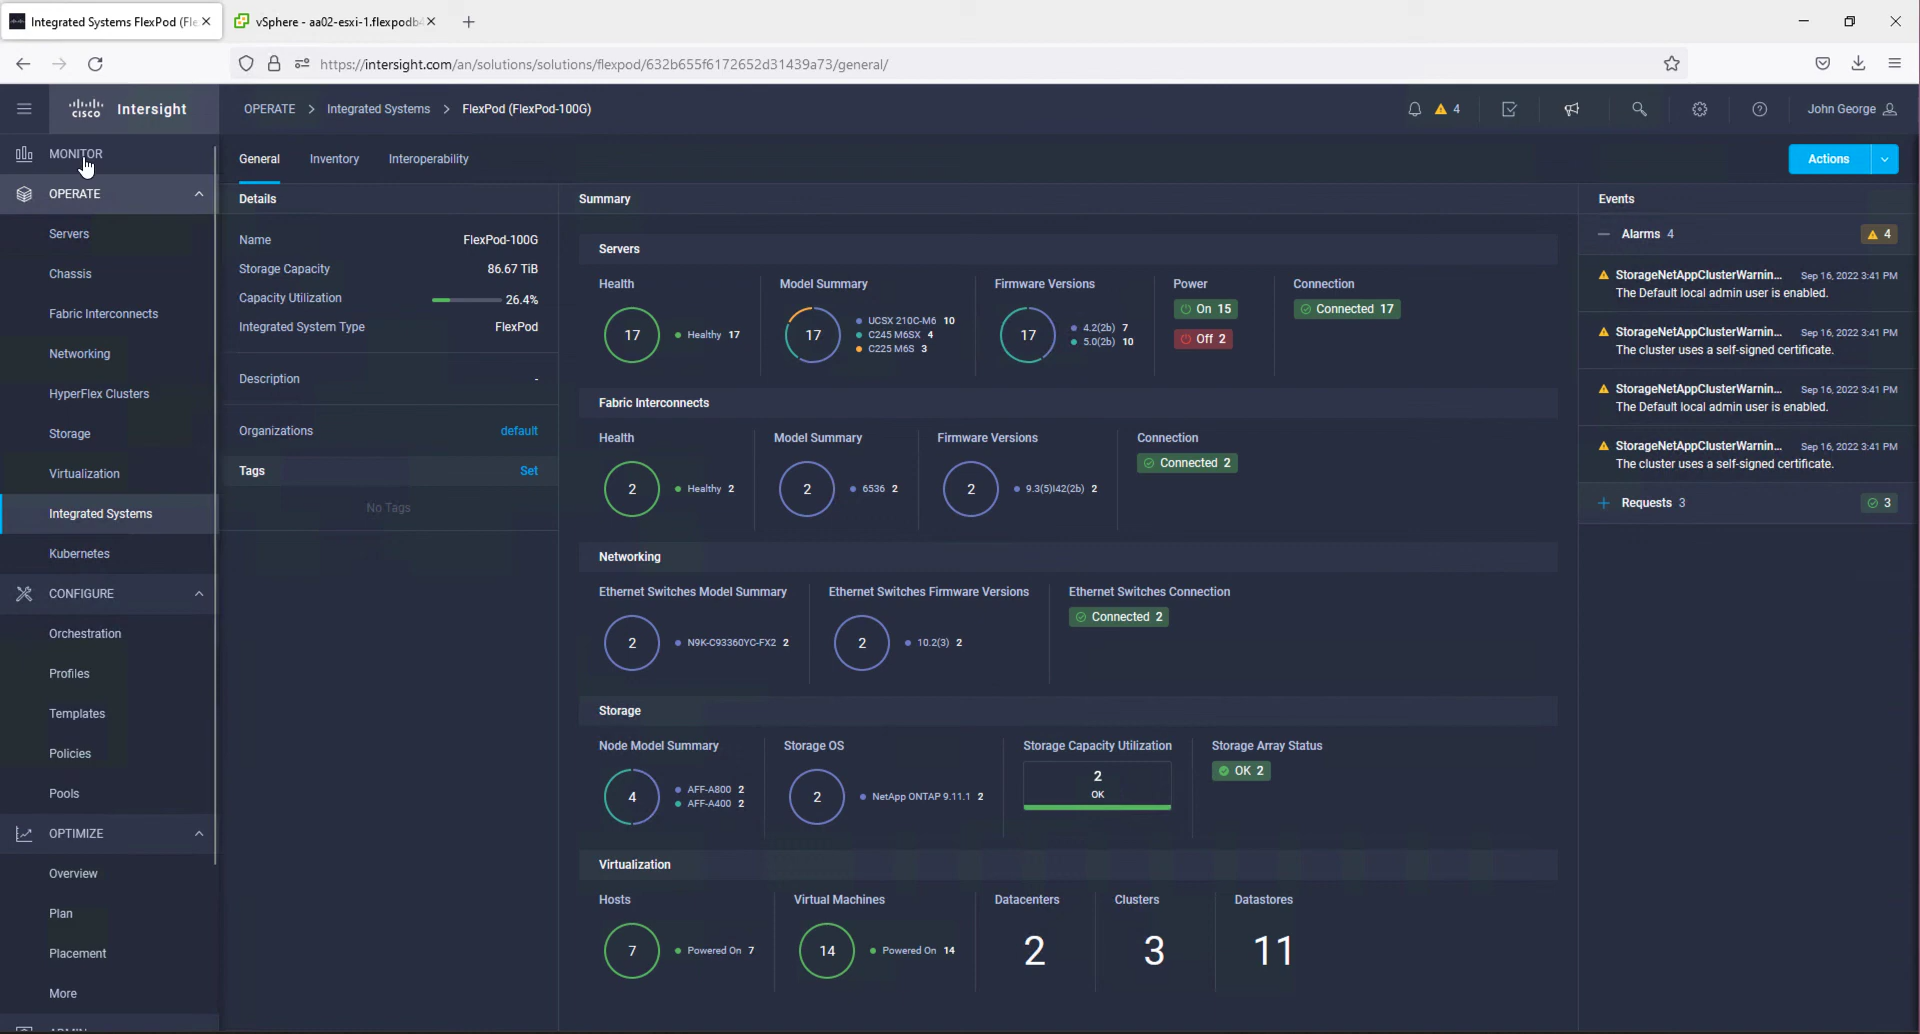 Integrated Systems FlexPod (Fle
vSphere - aa02-esxi-1.flexpodb4
https://intersight.com/an/solutions/solutions/flexpod/632b655f6172652d31439a73/general/
cisco Intersight
OPERATE > Integrated Systems > FlexPod (FlexPod-100G)
4
John George
MONITOR
OPERATE
Servers
Chassis
Fabric Interconnects
Networking
HyperFlex Clusters
Storage
Virtualization
Integrated Systems
Kubernetes
CONFIGURE
Orchestration
Profiles
Templates
Policies
Pools
OPTIMIZE
Overview
Plan
Placement
More
General Inventory Interoperability
Actions
Details
Name FlexPod-100G
Storage Capacity 86.67 TiB
Capacity Utilization 26.4%
Integrated System Type FlexPod
Description -
Organizations default
Tags Set
No Tags
Summary
Servers
Health Model Summary Firmware Versions Power Connection
17 Healthy 17
17 UCSX 210C-M6 10
C245 M6SX 4
C225 M6S 3
17 4.2(2b) 7
5.0(2b) 10
On 15
Off 2
Connected 17
Fabric Interconnects
Health Model Summary Firmware Versions Connection
2 Healthy 2
2 6536 2
2 9.3(5)I42(2b) 2
Connected 2
Networking
Ethernet Switches Model Summary Ethernet Switches Firmware Versions Ethernet Switches Connection
2 N9K-C93360YC-FX2 2
2 10.2(3) 2
Connected 2
Storage
Node Model Summary Storage OS Storage Capacity Utilization Storage Array Status
4 AFF-A800 2
AFF-A400 2
2 NetApp ONTAP 9.11.1 2
2
OK
OK 2
Virtualization
Hosts Virtual Machines Datacenters Clusters Datastores
7 Powered On 7
14 Powered On 14
2
3
11
Events
Alarms 4 4
StorageNetAppClusterWarnin... Sep 16, 2022 3:41 PM
The Default local admin user is enabled.
StorageNetAppClusterWarnin... Sep 16, 2022 3:41 PM
The cluster uses a self-signed certificate.
StorageNetAppClusterWarnin... Sep 16, 2022 3:41 PM
The Default local admin user is enabled.
StorageNetAppClusterWarnin... Sep 16, 2022 3:41 PM
The cluster uses a self-signed certificate.
Requests 3 3